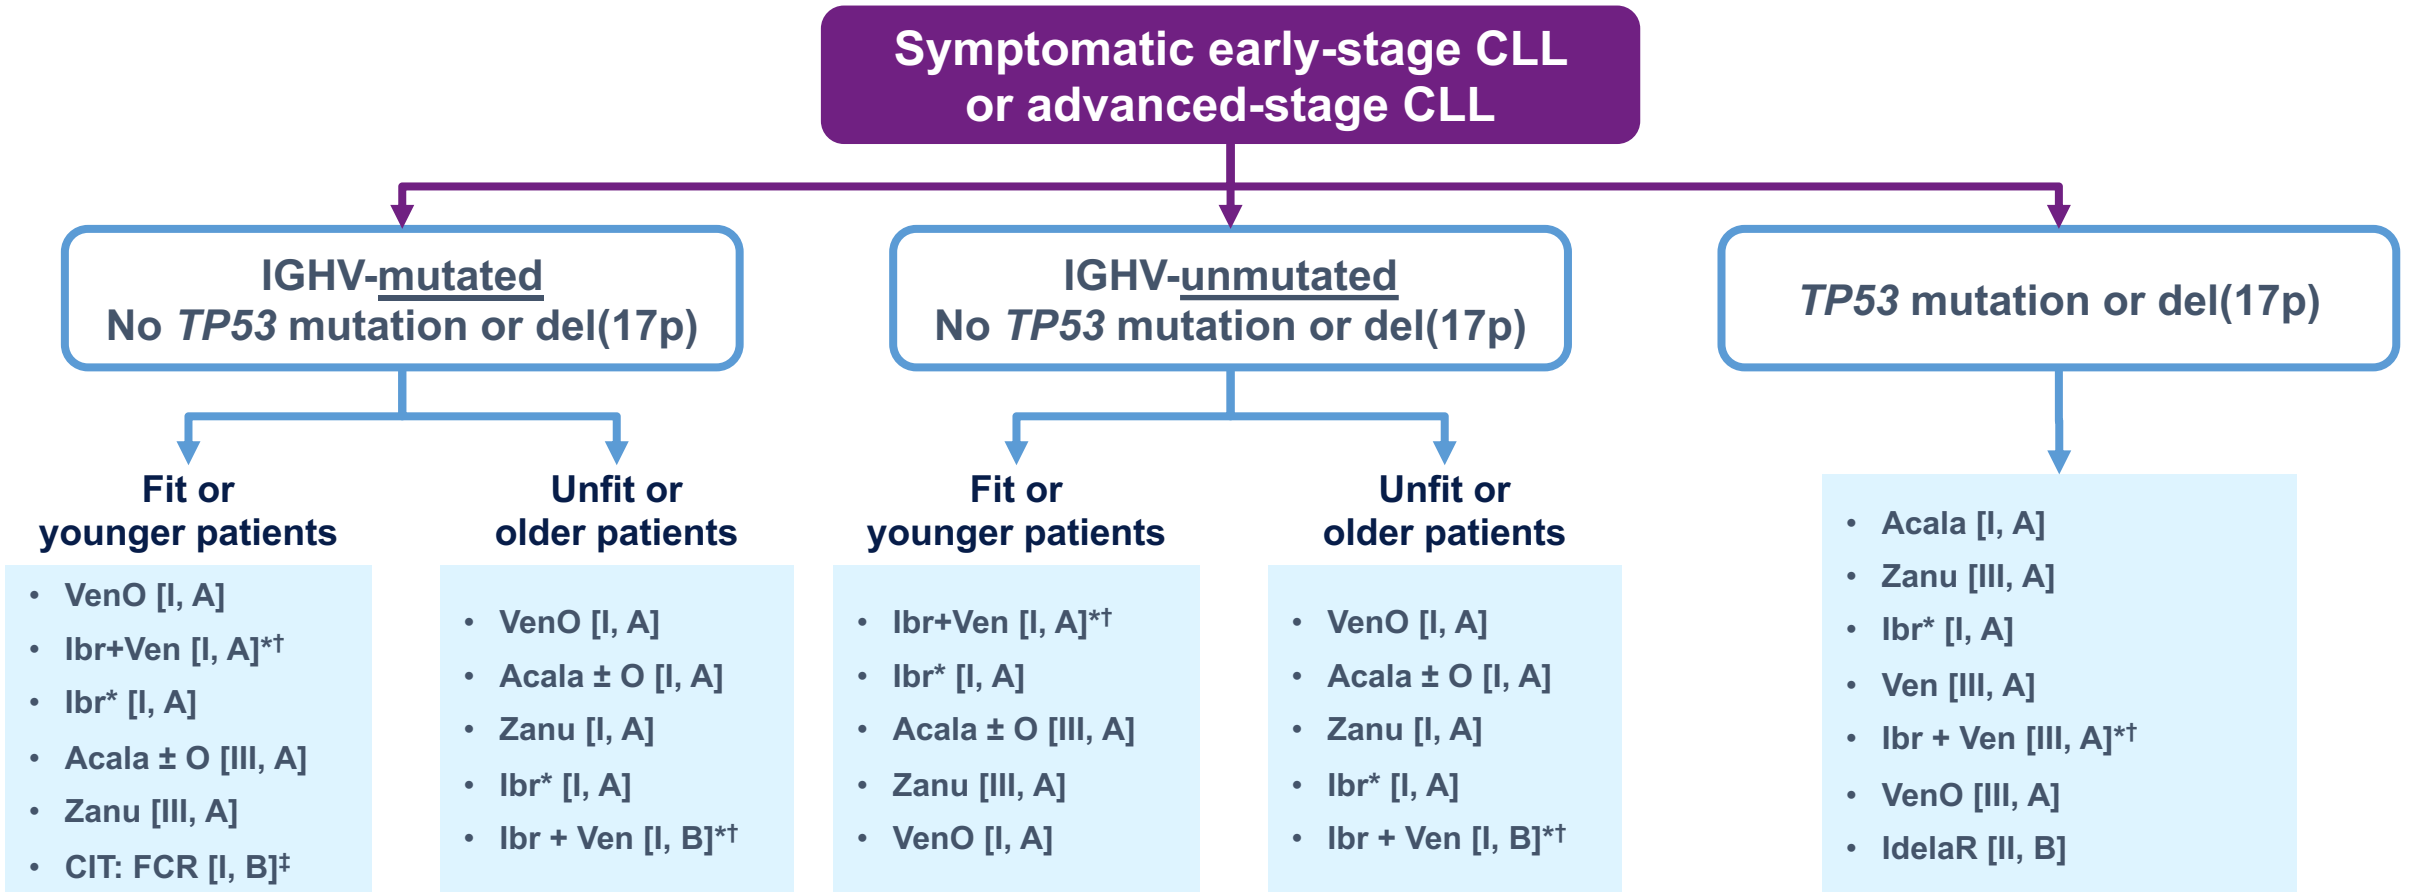 Symptomatic early-stage CLL
or advanced-stage CLL
IGHV-mutated
No TP53 mutation or del(17p)
IGHV-unmutated
No TP53 mutation or del(17p)
TP53 mutation or del(17p)
Fit or
younger patients
• VenO [I, A]
• Ibr+Ven [I, A]*†
• Ibr* [I, A]
• Acala ± O [III, A]
• Zanu [III, A]
• CIT: FCR [I, B]‡
Unfit or
older patients
• VenO [I, A]
• Acala ± O [I, A]
• Zanu [I, A]
• Ibr* [I, A]
• Ibr + Ven [I, B]*†
Fit or
younger patients
• Ibr+Ven [I, A]*†
• Ibr* [I, A]
• Acala ± O [III, A]
• Zanu [III, A]
• VenO [I, A]
Unfit or
older patients
• VenO [I, A]
• Acala ± O [I, A]
• Zanu [I, A]
• Ibr* [I, A]
• Ibr + Ven [I, B]*†
• Acala [I, A]
• Zanu [III, A]
• Ibr* [I, A]
• Ven [III, A]
• Ibr + Ven [III, A]*†
• VenO [III, A]
• IdelaR [II, B]